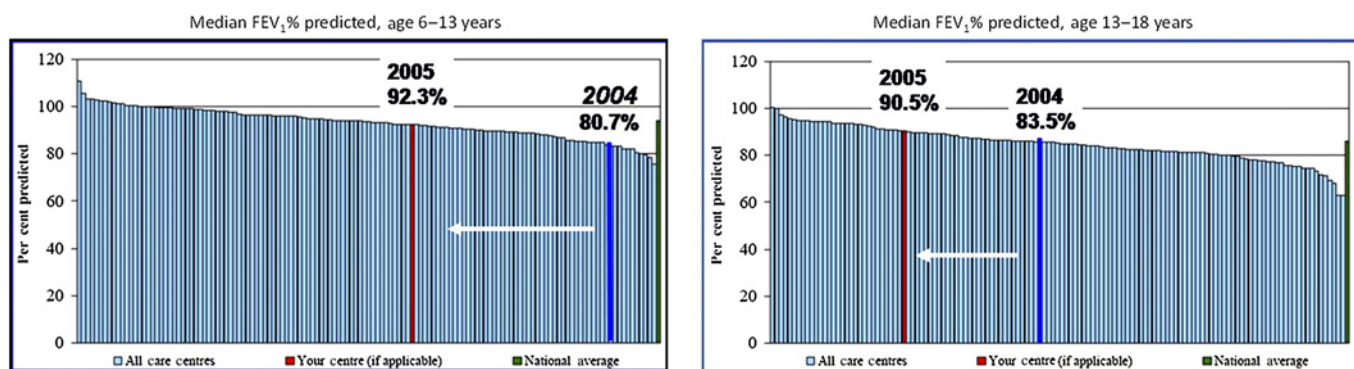 Median FEV1% predicted, age 6–13 years
120
100
80
60
40
20
0
Per cent predicted
2005
92.3%
2004
80.7%
All care centres
Your centre (if applicable)
National average
Median FEV1% predicted, age 13–18 years
120
100
80
60
40
20
0
Per cent predicted
2005
90.5%
2004
83.5%
All care centres
Your centre (if applicable)
National average